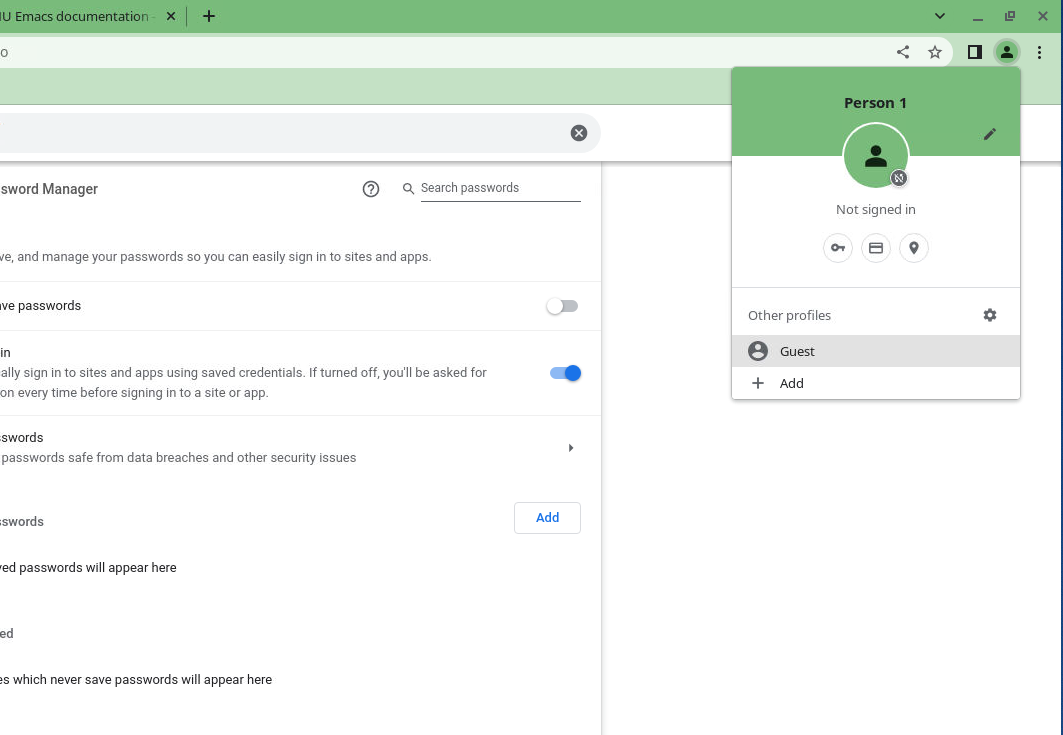 IU Emacs documentation -
o
Person 1
sword Manager
Search passwords
Not signed in
ve, and manage your passwords so you can easily sign in to sites and apps.
ave passwords
Other profiles
in
Guest
ally sign in to sites and apps using saved credentials. If turned off, you'll be asked for
on every time before signing in to a site or app.
Add
swords
passwords safe from data breaches and other security issues
swords
Add
ved passwords will appear here
ed
es which never save passwords will appear here